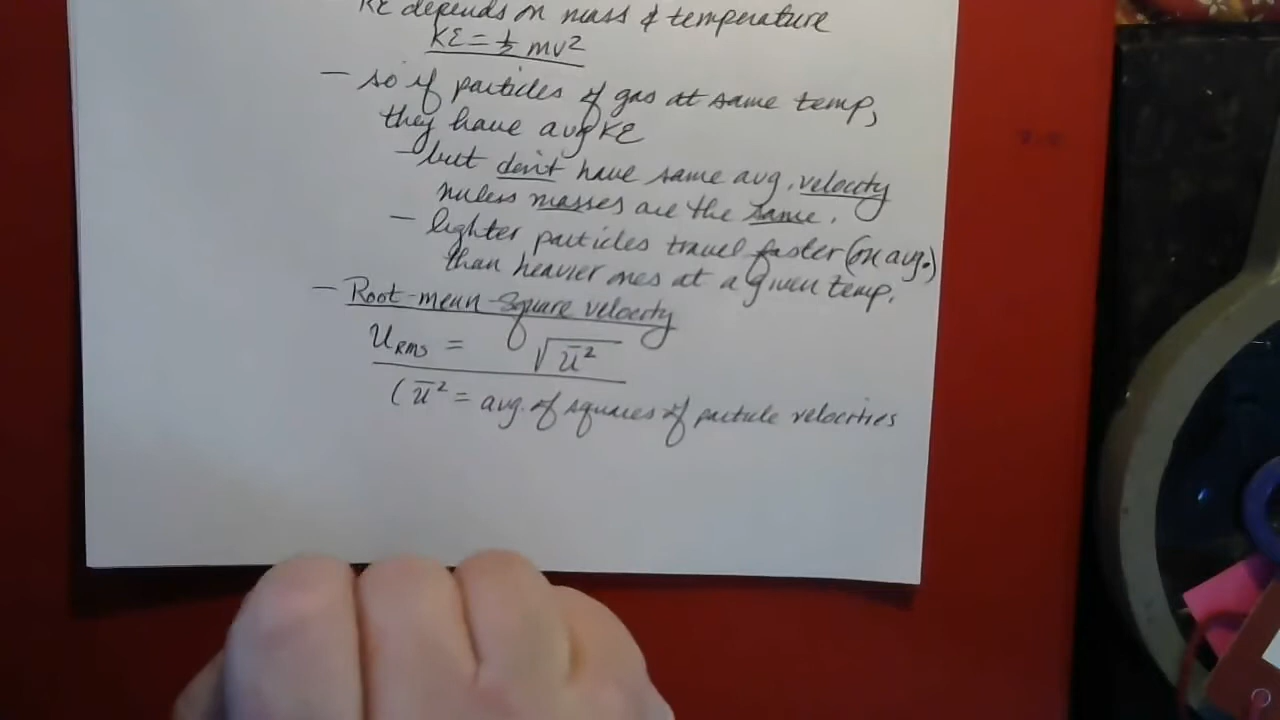 KE depends on mass & temperature
KE = 1/2 mv²
- so if particles of gas at same temp,
they have avg KE
- but don't have same avg. velocity
unless masses are the same.
- lighter particles travel faster (on avg.)
than heavier ones at a given temp.
- Root-mean-Square velocity
U_RMS = √ū²
(ū² = avg. of squares of particle velocities